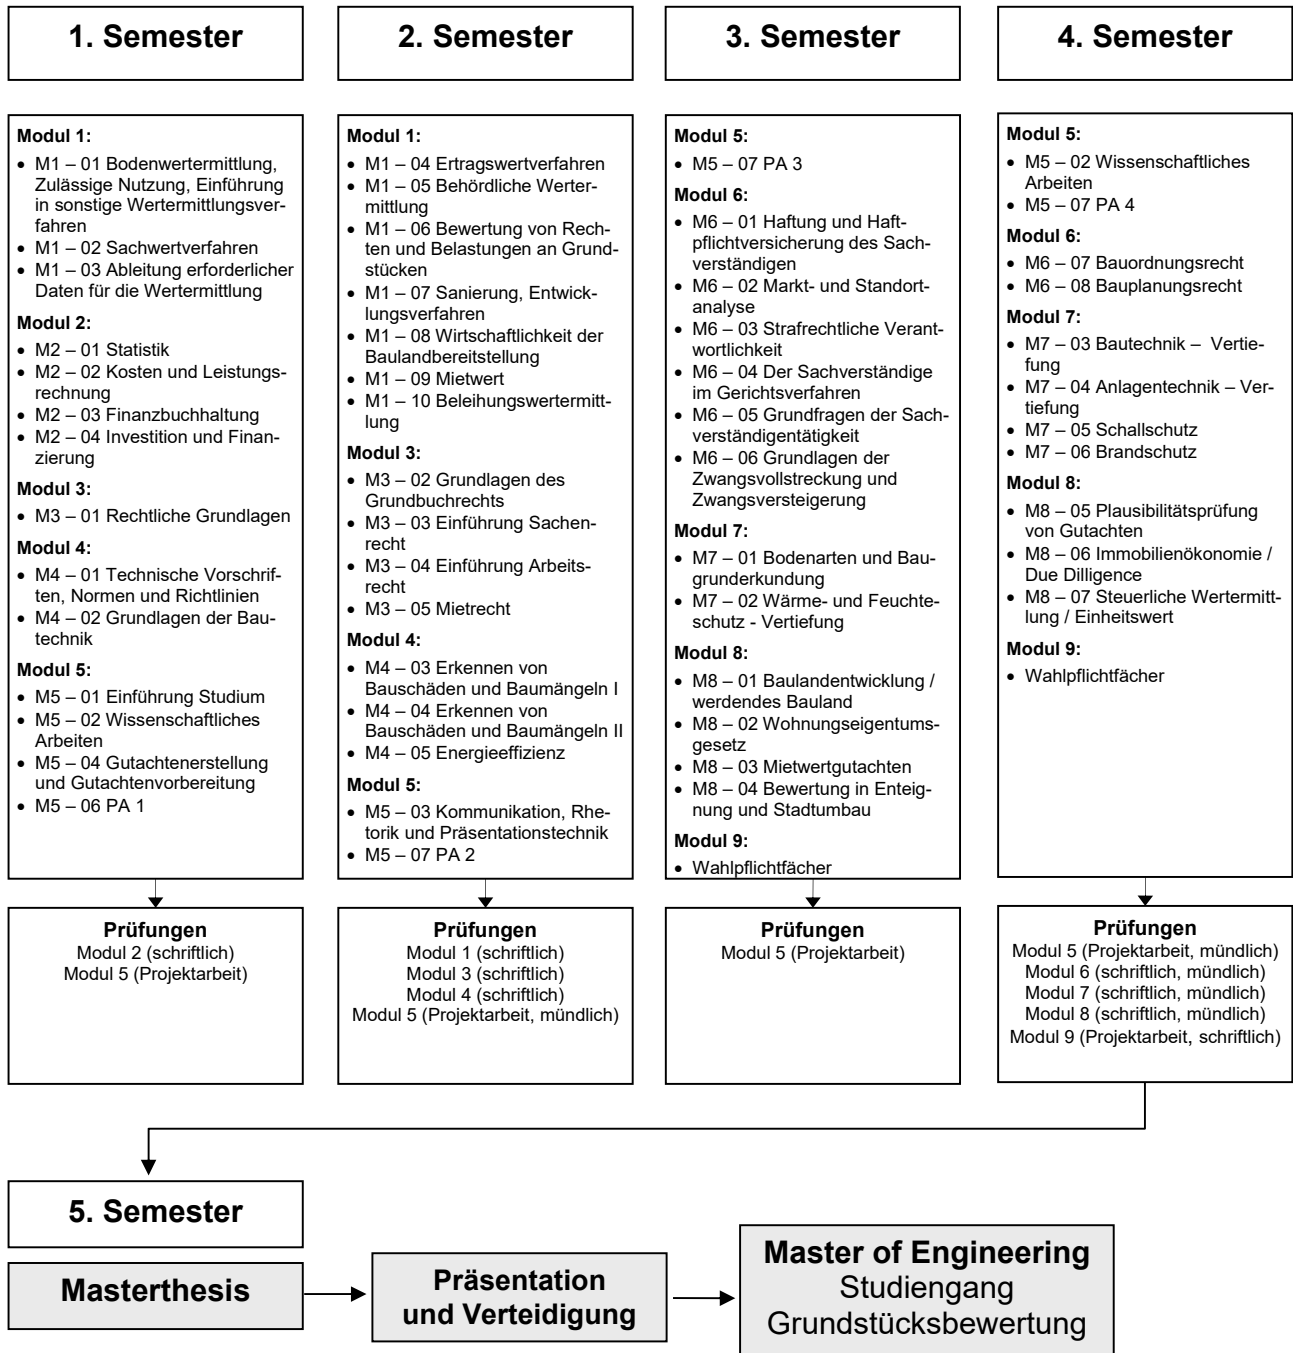 1. Semester
Modul 1:
• M1 – 01 Bodenwertermittlung,
Zulässige Nutzung, Einführung
in sonstige Wertermittlungsver-
fahren
• M1 – 02 Sachwertverfahren
• M1 – 03 Ableitung erforderlicher
Daten für die Wertermittlung
Modul 2:
• M2 – 01 Statistik
• M2 – 02 Kosten und Leistungs-
rechnung
• M2 – 03 Finanzbuchhaltung
• M2 – 04 Investition und Finan-
zierung
Modul 3:
• M3 – 01 Rechtliche Grundlagen
Modul 4:
• M4 – 01 Technische Vorschrif-
ten, Normen und Richtlinien
• M4 – 02 Grundlagen der Bau-
technik
Modul 5:
• M5 – 01 Einführung Studium
• M5 – 02 Wissenschaftliches
Arbeiten
• M5 – 04 Gutachtenerstellung
und Gutachtenvorbereitung
• M5 – 06 PA 1
Prüfungen
Modul 2 (schriftlich)
Modul 5 (Projektarbeit)
2. Semester
Modul 1:
• M1 – 04 Ertragswertverfahren
• M1 – 05 Behördliche Werter-
mittlung
• M1 – 06 Bewertung von Rech-
ten und Belastungen an Grund-
stücken
• M1 – 07 Sanierung, Entwick-
lungsverfahren
• M1 – 08 Wirtschaftlichkeit der
Baulandbereitstellung
• M1 – 09 Mietwert
• M1 – 10 Beleihungswertermitt-
lung
Modul 3:
• M3 – 02 Grundlagen des
Grundbuchrechts
• M3 – 03 Einführung Sachen-
recht
• M3 – 04 Einführung Arbeits-
recht
• M3 – 05 Mietrecht
Modul 4:
• M4 – 03 Erkennen von
Bauschäden und Baumängeln I
• M4 – 04 Erkennen von
Bauschäden und Baumängeln II
• M4 – 05 Energieeffizienz
Modul 5:
• M5 – 03 Kommunikation, Rhe-
torik und Präsentationstechnik
• M5 – 07 PA 2
Prüfungen
Modul 1 (schriftlich)
Modul 3 (schriftlich)
Modul 4 (schriftlich)
Modul 5 (Projektarbeit, mündlich)
3. Semester
Modul 5:
• M5 – 07 PA 3
Modul 6:
• M6 – 01 Haftung und Haft-
pflichtversicherung des Sach-
verständigen
• M6 – 02 Markt- und Standort-
analyse
• M6 – 03 Strafrechtliche Verant-
wortlichkeit
• M6 – 04 Der Sachverständige
im Gerichtsverfahren
• M6 – 05 Grundfragen der Sach-
verständigentätigkeit
• M6 – 06 Grundlagen der
Zwangsvollstreckung und
Zwangsversteigerung
Modul 7:
• M7 – 01 Bodenarten und Bau-
grunderkundung
• M7 – 02 Wärme- und Feuchte-
schutz - Vertiefung
Modul 8:
• M8 – 01 Baulandentwicklung /
werdendes Bauland
• M8 – 02 Wohnungseigentums-
gesetz
• M8 – 03 Mietwertgutachten
• M8 – 04 Bewertung in Enteig-
nung und Stadtumbau
Modul 9:
• Wahlpflichtfächer
Prüfungen
Modul 5 (Projektarbeit)
4. Semester
Modul 5:
• M5 – 02 Wissenschaftliches
Arbeiten
• M5 – 07 PA 4
Modul 6:
• M6 – 07 Bauordnungsrecht
• M6 – 08 Bauplanungsrecht
Modul 7:
• M7 – 03 Bautechnik – Vertie-
fung
• M7 – 04 Anlagentechnik – Ver-
tiefung
• M7 – 05 Schallschutz
• M7 – 06 Brandschutz
Modul 8:
• M8 – 05 Plausibilitätsprüfung
von Gutachten
• M8 – 06 Immobilienökonomie /
Due Dilligence
• M8 – 07 Steuerliche Wertermitt-
lung / Einheitswert
Modul 9:
• Wahlpflichtfächer
Prüfungen
Modul 5 (Projektarbeit, mündlich)
Modul 6 (schriftlich, mündlich)
Modul 7 (schriftlich, mündlich)
Modul 8 (schriftlich, mündlich)
Modul 9 (Projektarbeit, schriftlich)
5. Semester
Masterthesis
Präsentation
und Verteidigung
Master of Engineering
Studiengang
Grundstücksbewertung